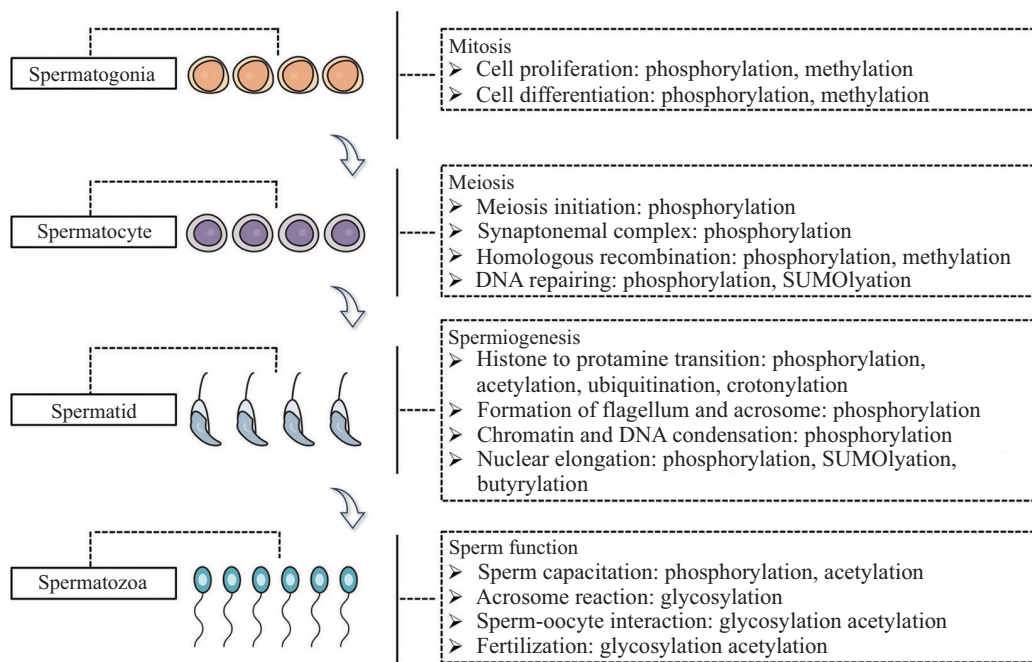 Spermatogonia
Mitosis
➢ Cell proliferation: phosphorylation, methylation
➢ Cell differentiation: phosphorylation, methylation
Spermatocyte
Meiosis
➢ Meiosis initiation: phosphorylation
➢ Synaptonemal complex: phosphorylation
➢ Homologous recombination: phosphorylation, methylation
➢ DNA repairing: phosphorylation, SUMOlyation
Spermatid
Spermiogenesis
➢ Histone to protamine transition: phosphorylation,
acetylation, ubiquitination, crotonylation
➢ Formation of flagellum and acrosome: phosphorylation
➢ Chromatin and DNA condensation: phosphorylation
➢ Nuclear elongation: phosphorylation, SUMOlyation,
butyrylation
Spermatozoa
Sperm function
➢ Sperm capacitation: phosphorylation, acetylation
➢ Acrosome reaction: glycosylation
➢ Sperm-oocyte interaction: glycosylation acetylation
➢ Fertilization: glycosylation acetylation